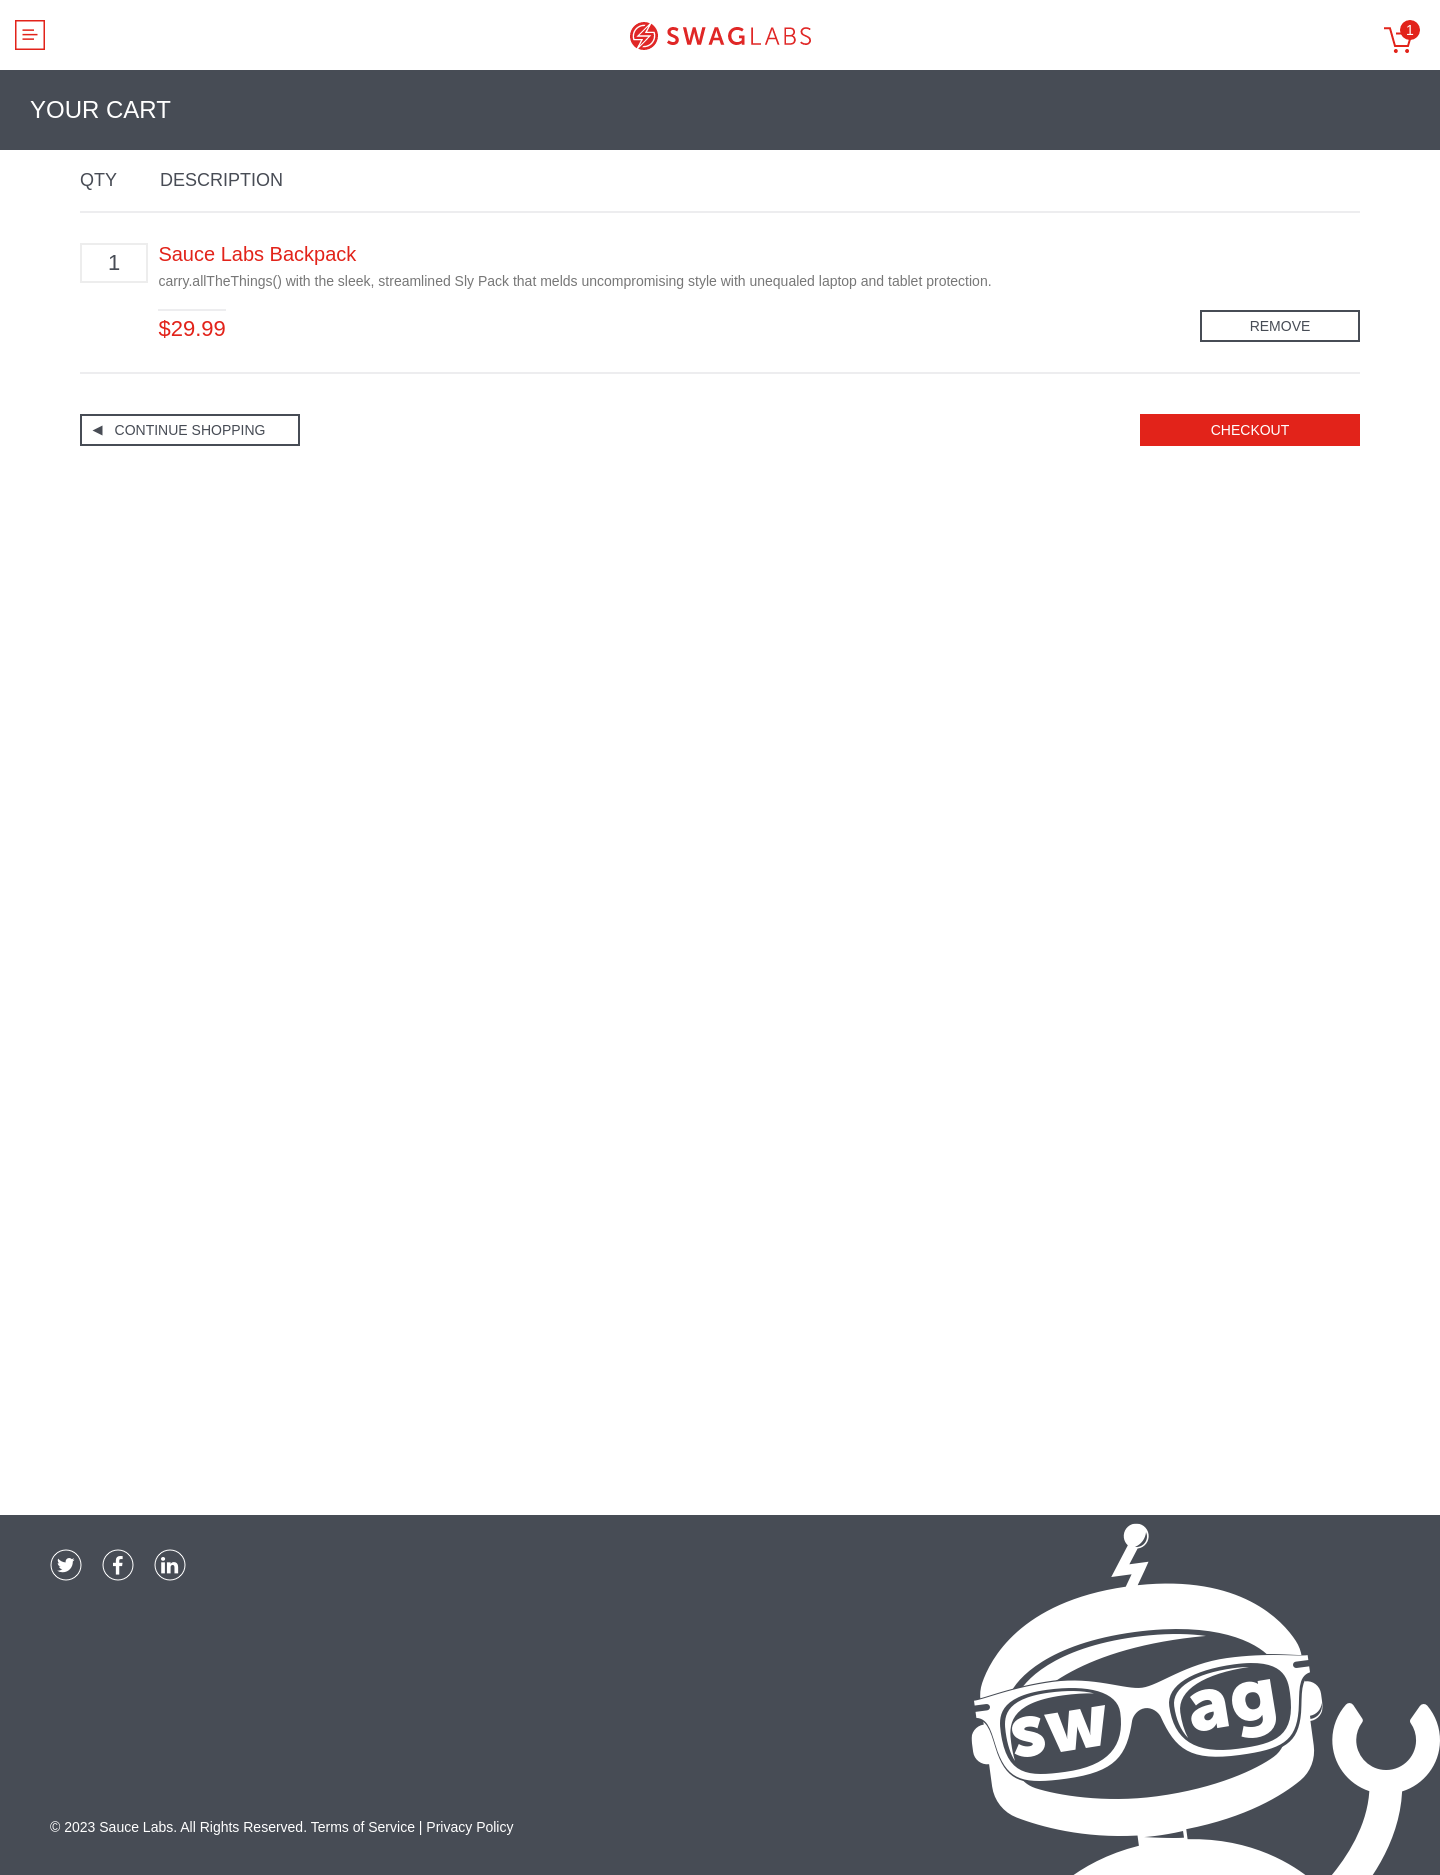 SWAGLABS
1
YOUR CART
QTY DESCRIPTION
1 Sauce Labs Backpack
carry.allTheThings() with the sleek, streamlined Sly Pack that melds uncompromising style with unequaled laptop and tablet protection.
$29.99 REMOVE
CONTINUE SHOPPING CHECKOUT
swag
© 2023 Sauce Labs. All Rights Reserved. Terms of Service | Privacy Policy